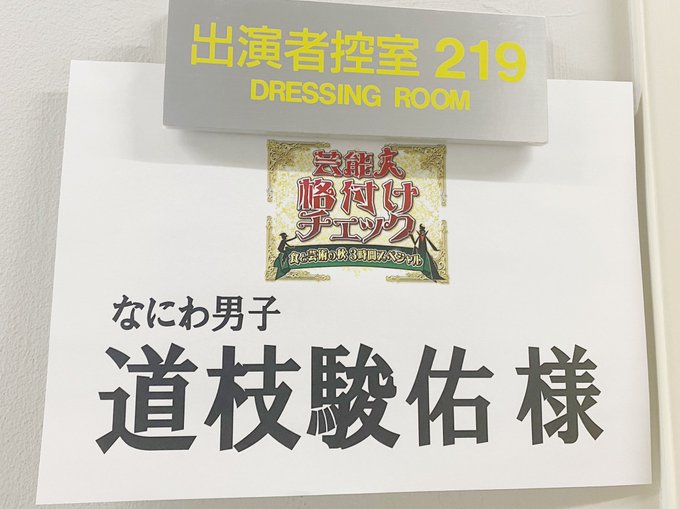 出演者控室 219
DRESSING ROOM
芸能人
格付け
チェック
食と芸術の秋 3時間スペシャル
なにわ男子
道枝駿佑 様